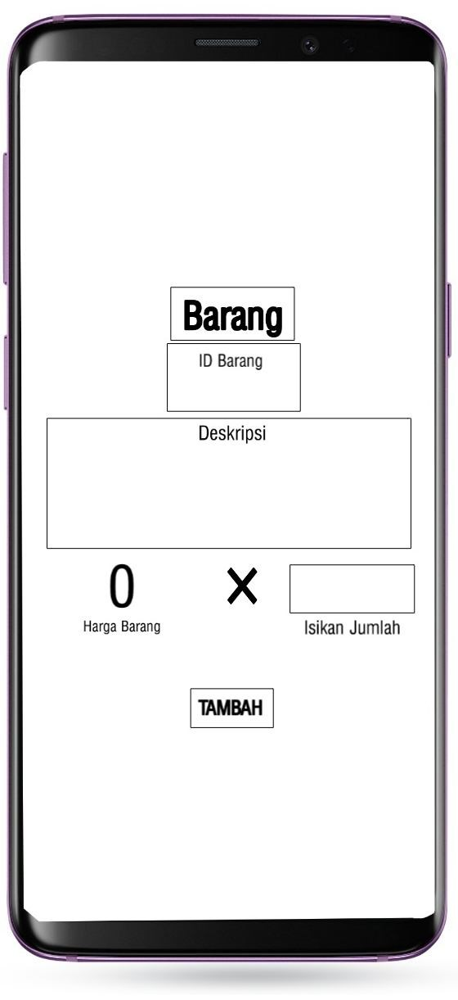 Barang
ID Barang
Deskripsi
0 X
Harga Barang Isikan Jumlah
TAMBAH